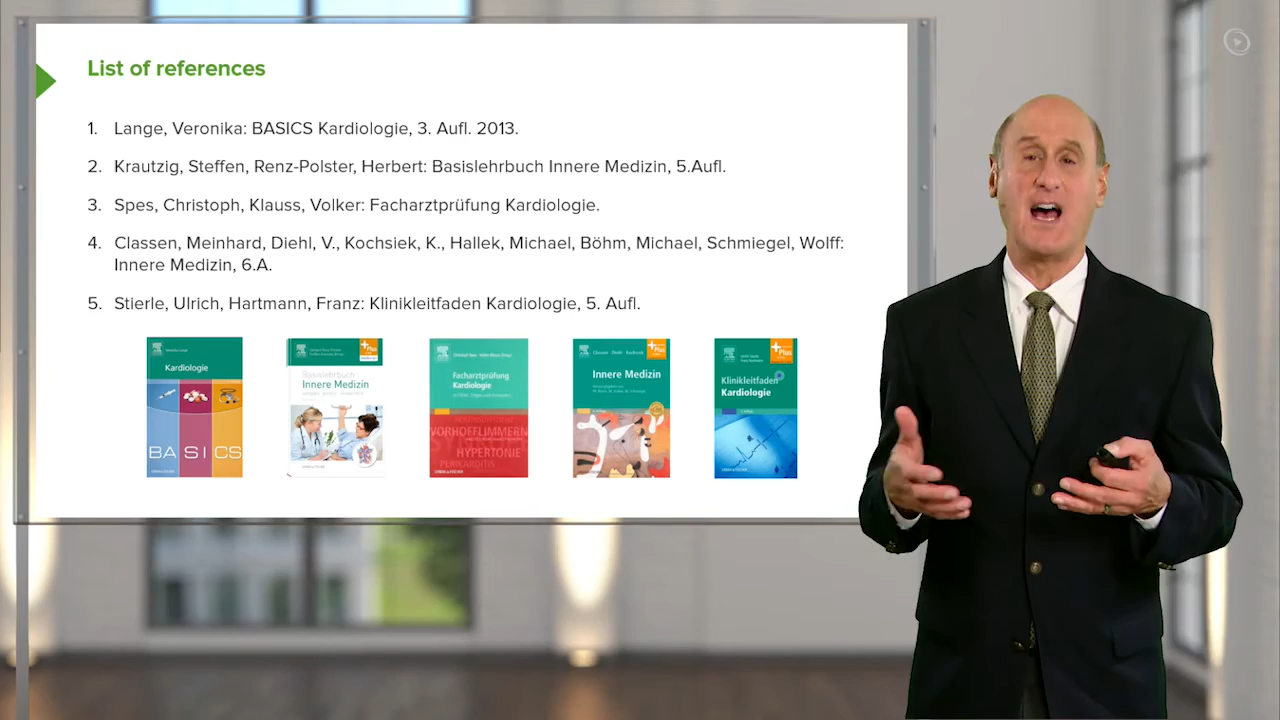 List of references
1. Lange, Veronika: BASICS Kardiologie, 3. Aufl. 2013.
2. Krautzig, Steffen, Renz-Polster, Herbert: Basislehrbuch Innere Medizin, 5.Aufl.
3. Spes, Christoph, Klauss, Volker: Facharztprüfung Kardiologie.
4. Classen, Meinhard, Diehl, V., Kochsiek, K., Hallek, Michael, Böhm, Michael, Schmiegel, Wolff:
Innere Medizin, 6.A.
5. Stierle, Ulrich, Hartmann, Franz: Klinikleitfaden Kardiologie, 5. Aufl.
Kardiologie
BASICS
Basislehrbuch
Innere Medizin
Facharztprüfung
Kardiologie
VORHOFFLIMMERN
HYPERTONIE
PERIKARDITIS
Plus
Innere Medizin
Plus
Klinikleitfaden
Kardiologie